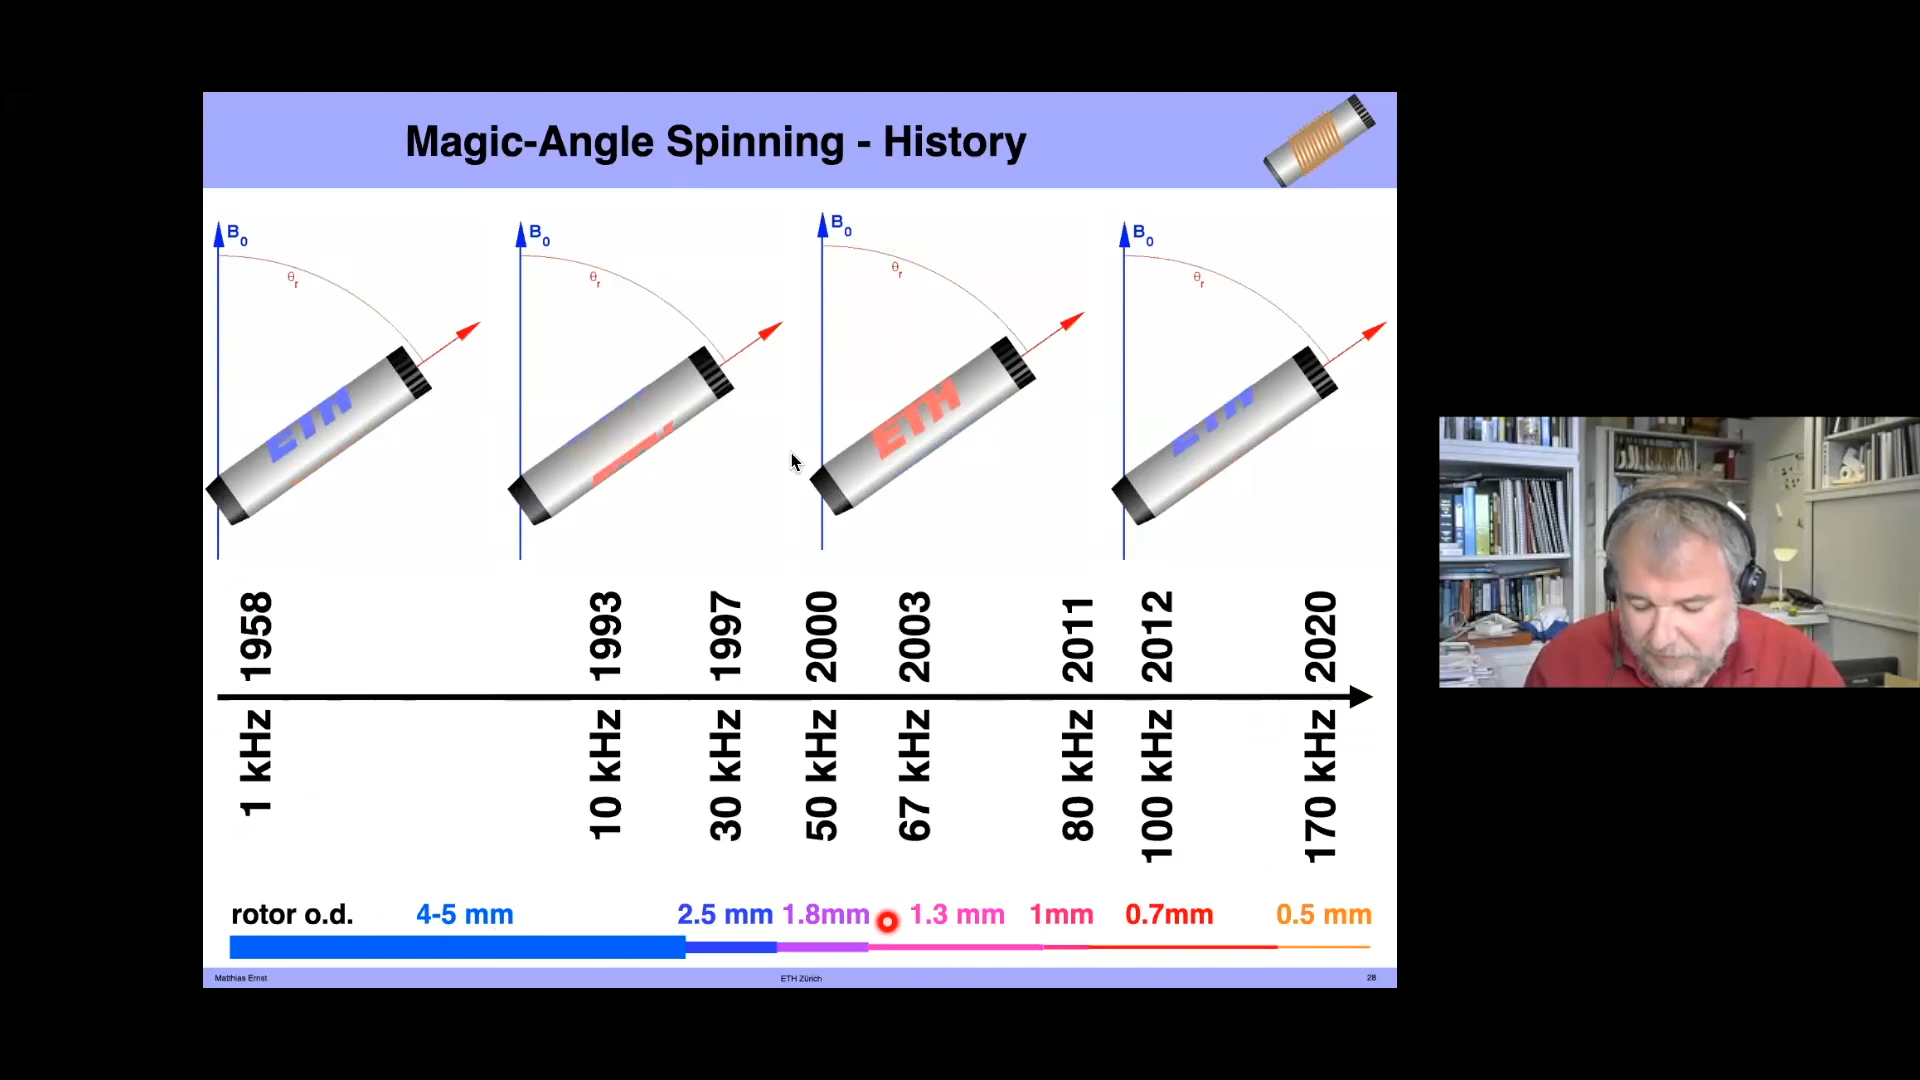 Magic-Angle Spinning - History
B0 B0 B0 B0
θr θr θr θr
ETH ETH ETH
1958 1993 1997 2000 2003 2011 2012 2020
1 kHz 10 kHz 30 kHz 50 kHz 67 kHz 80 kHz 100 kHz 170 kHz
rotor o.d. 4-5 mm 2.5 mm 1.8mm 1.3 mm 1mm 0.7mm 0.5 mm
Matthias Ernst ETH Zürich 28